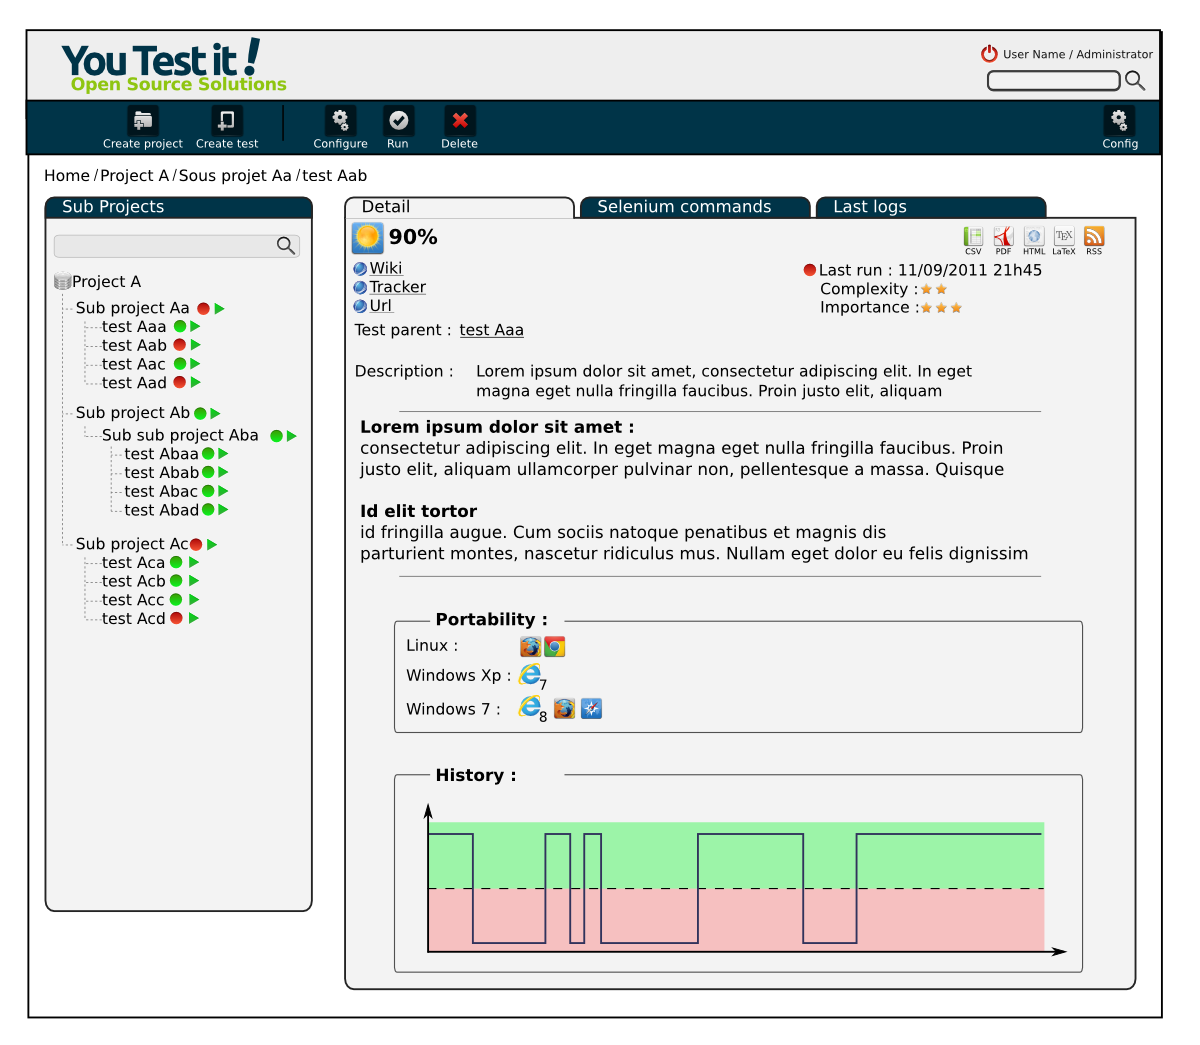 You Test it !
Open Source Solutions
User Name / Administrator
Create project
Create test
Configure
Run
Delete
Config
Home / Project A / Sous projet Aa / test Aab
Sub Projects
Project A
Sub project Aa
test Aaa
test Aab
test Aac
test Aad
Sub project Ab
Sub sub project Aba
test Abaa
test Abab
test Abac
test Abad
Sub project Ac
test Aca
test Acb
test Acc
test Acd
Detail
Selenium commands
Last logs
90%
CSV
PDF
HTML
TEX
LaTeX
RSS
Wiki
Tracker
Url
Last run : 11/09/2011 21h45
Complexity :
Importance :
Test parent : test Aaa
Description : Lorem ipsum dolor sit amet, consectetur adipiscing elit. In eget
magna eget nulla fringilla faucibus. Proin justo elit, aliquam
Lorem ipsum dolor sit amet :
consectetur adipiscing elit. In eget magna eget nulla fringilla faucibus. Proin
justo elit, aliquam ullamcorper pulvinar non, pellentesque a massa. Quisque
Id elit tortor
id fringilla augue. Cum sociis natoque penatibus et magnis dis
parturient montes, nascetur ridiculus mus. Nullam eget dolor eu felis dignissim
Portability :
Linux :
Windows Xp : 7
Windows 7 : 8
History :